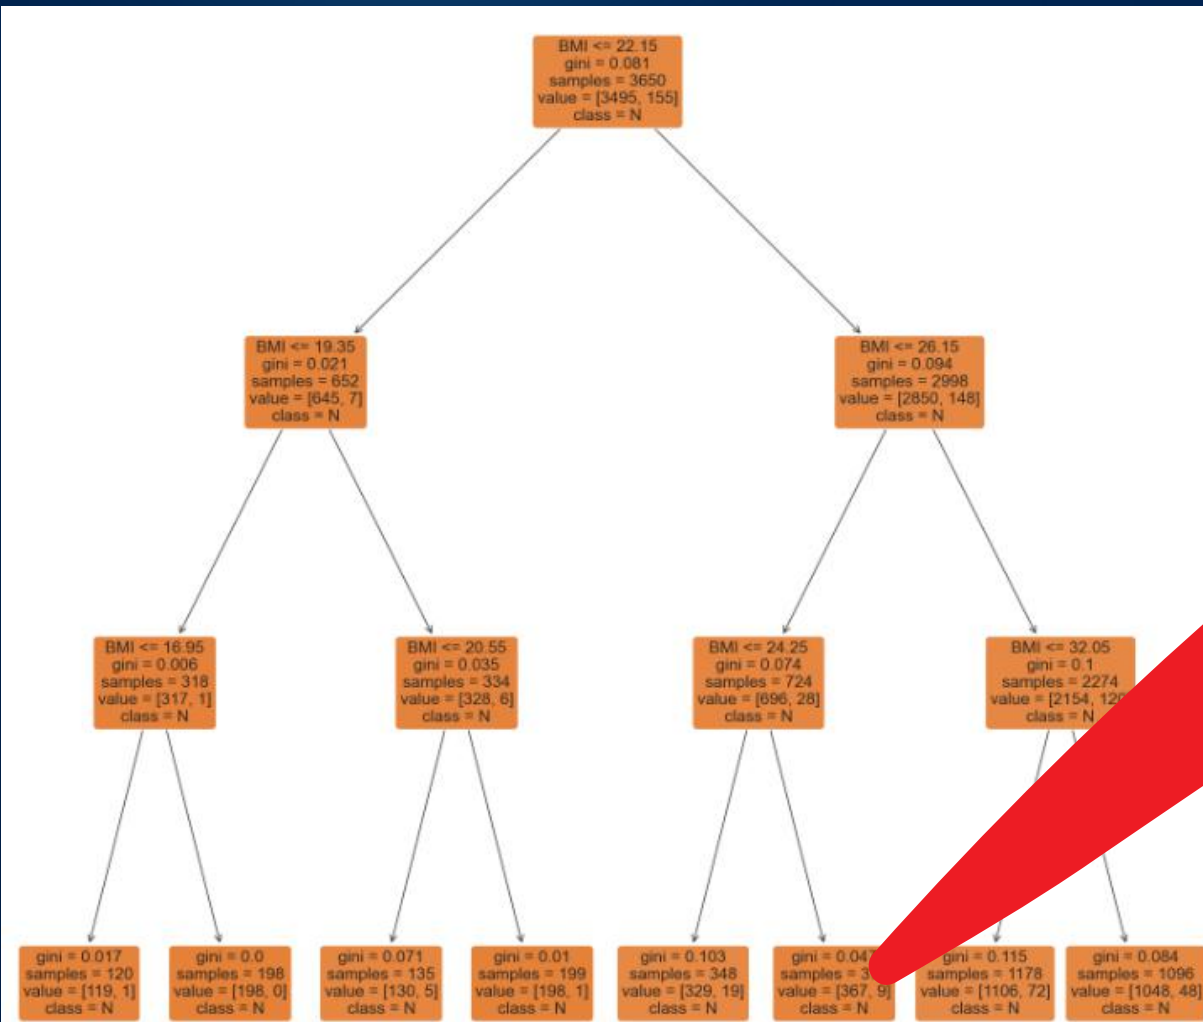 BMI <= 22.15
gini = 0.081
samples = 3650
value = [3495, 155]
class = N
BMI <= 19.35
gini = 0.021
samples = 652
value = [645, 7]
class = N
BMI <= 26.15
gini = 0.094
samples = 2998
value = [2850, 148]
class = N
BMI <= 16.95
gini = 0.006
samples = 318
value = [317, 1]
class = N
BMI <= 20.55
gini = 0.035
samples = 334
value = [328, 6]
class = N
BMI <= 24.25
gini = 0.074
samples = 724
value = [696, 28]
class = N
BMI <= 32.05
gini = 0.1
samples = 2274
value = [2154,
class = N
gini = 0.017
samples = 120
value = [119, 1]
class = N
gini = 0.0
samples = 198
value = [198, 0]
class = N
gini = 0.071
samples = 135
value = [130, 5]
class = N
gini = 0.01
samples = 199
value = [198, 1]
class = N
gini = 0.103
samples = 348
value = [329, 19]
class = N
gini =
samples =
value = [367, 9]
class = N
gini = 0.115
samples = 1178
value = [1106, 72]
class = N
gini = 0.084
samples = 1096
value = [1048, 48]
class = N